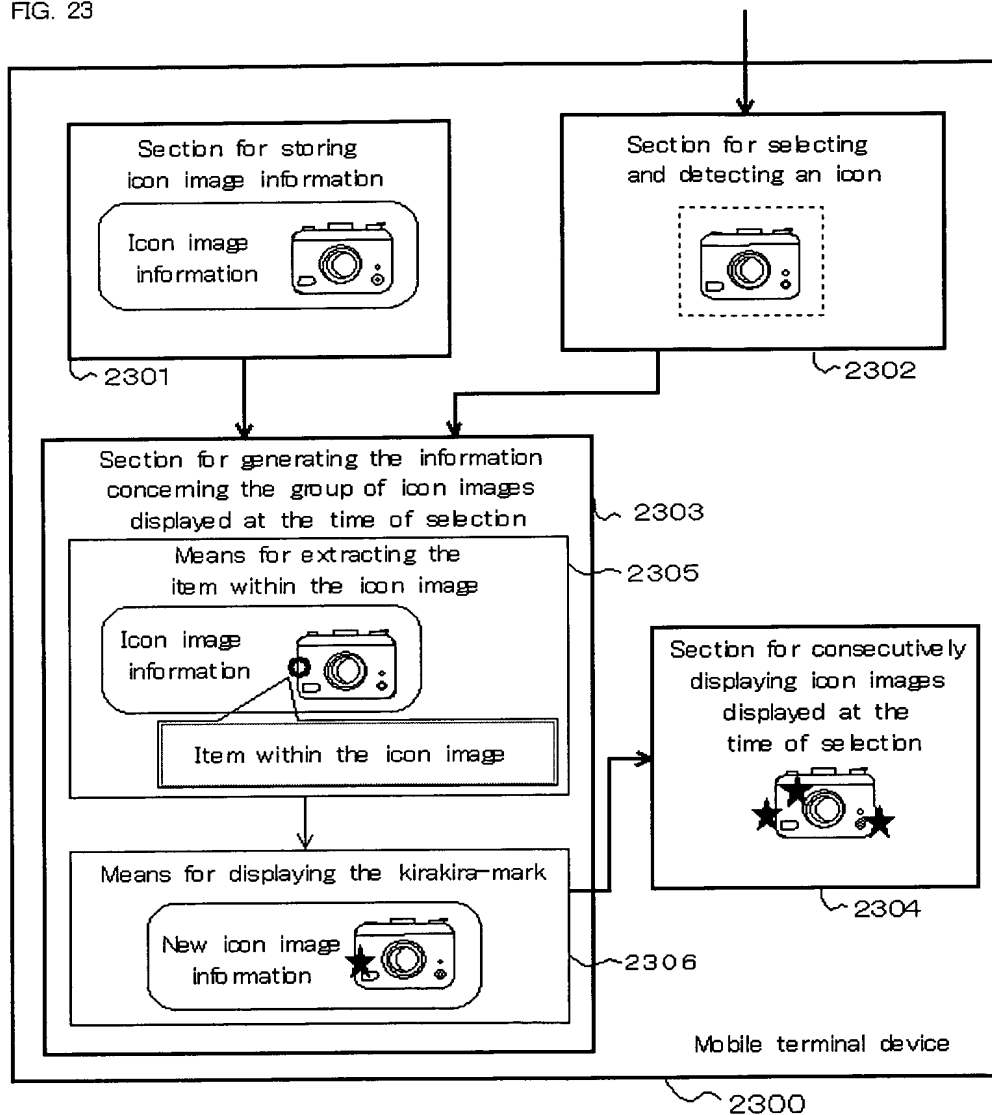 FIG. 23
Section for storing
icon image information
Icon image
information
2301
Section for selecting
and detecting an icon
2302
Section for generating the information
concerning the group of icon images
displayed at the time of selection
2303
Means for extracting the
item within the icon image
2305
Icon image
information
Item within the icon image
Means for displaying the kirakira-mark
New icon image
information
2306
Section for consecutively
displaying icon images
displayed at the
time of selection
2304
Mobile terminal device
2300